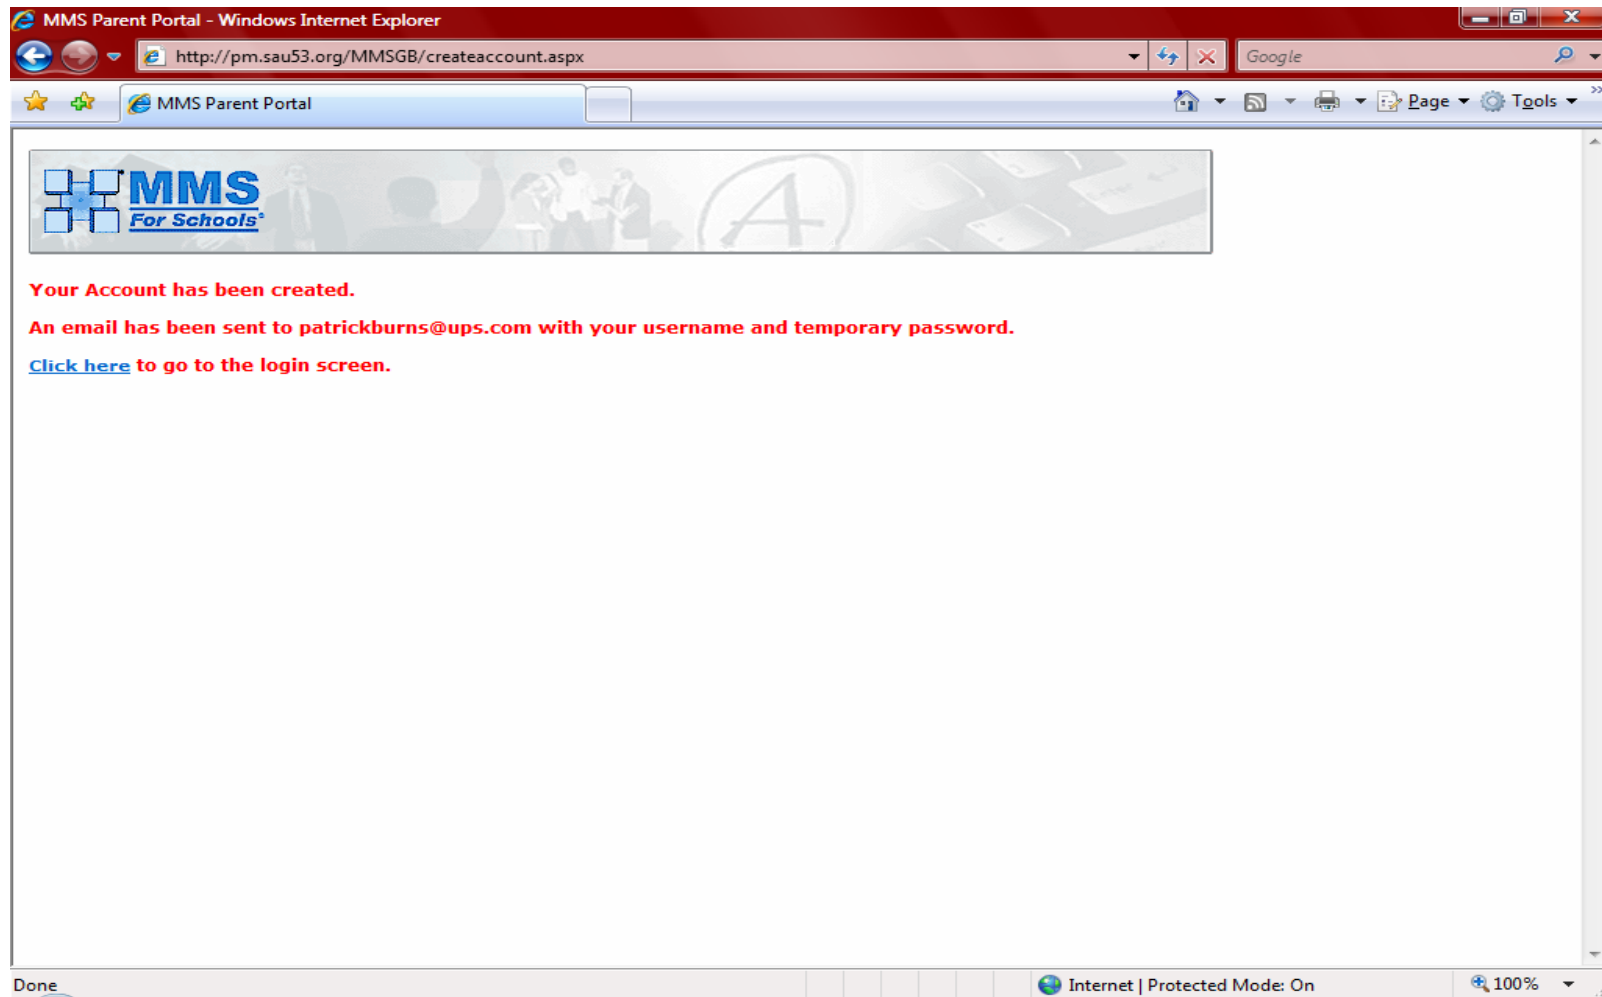 MMS Parent Portal - Windows Internet Explorer
http://pm.sau53.org/MMSGB/createaccount.aspx
Google
MMS Parent Portal
Page
Tools
MMS
For Schools
A
Your Account has been created.
An email has been sent to patrickburns@ups.com with your username and temporary password.
Click here to go to the login screen.
Done
Internet | Protected Mode: On
100%